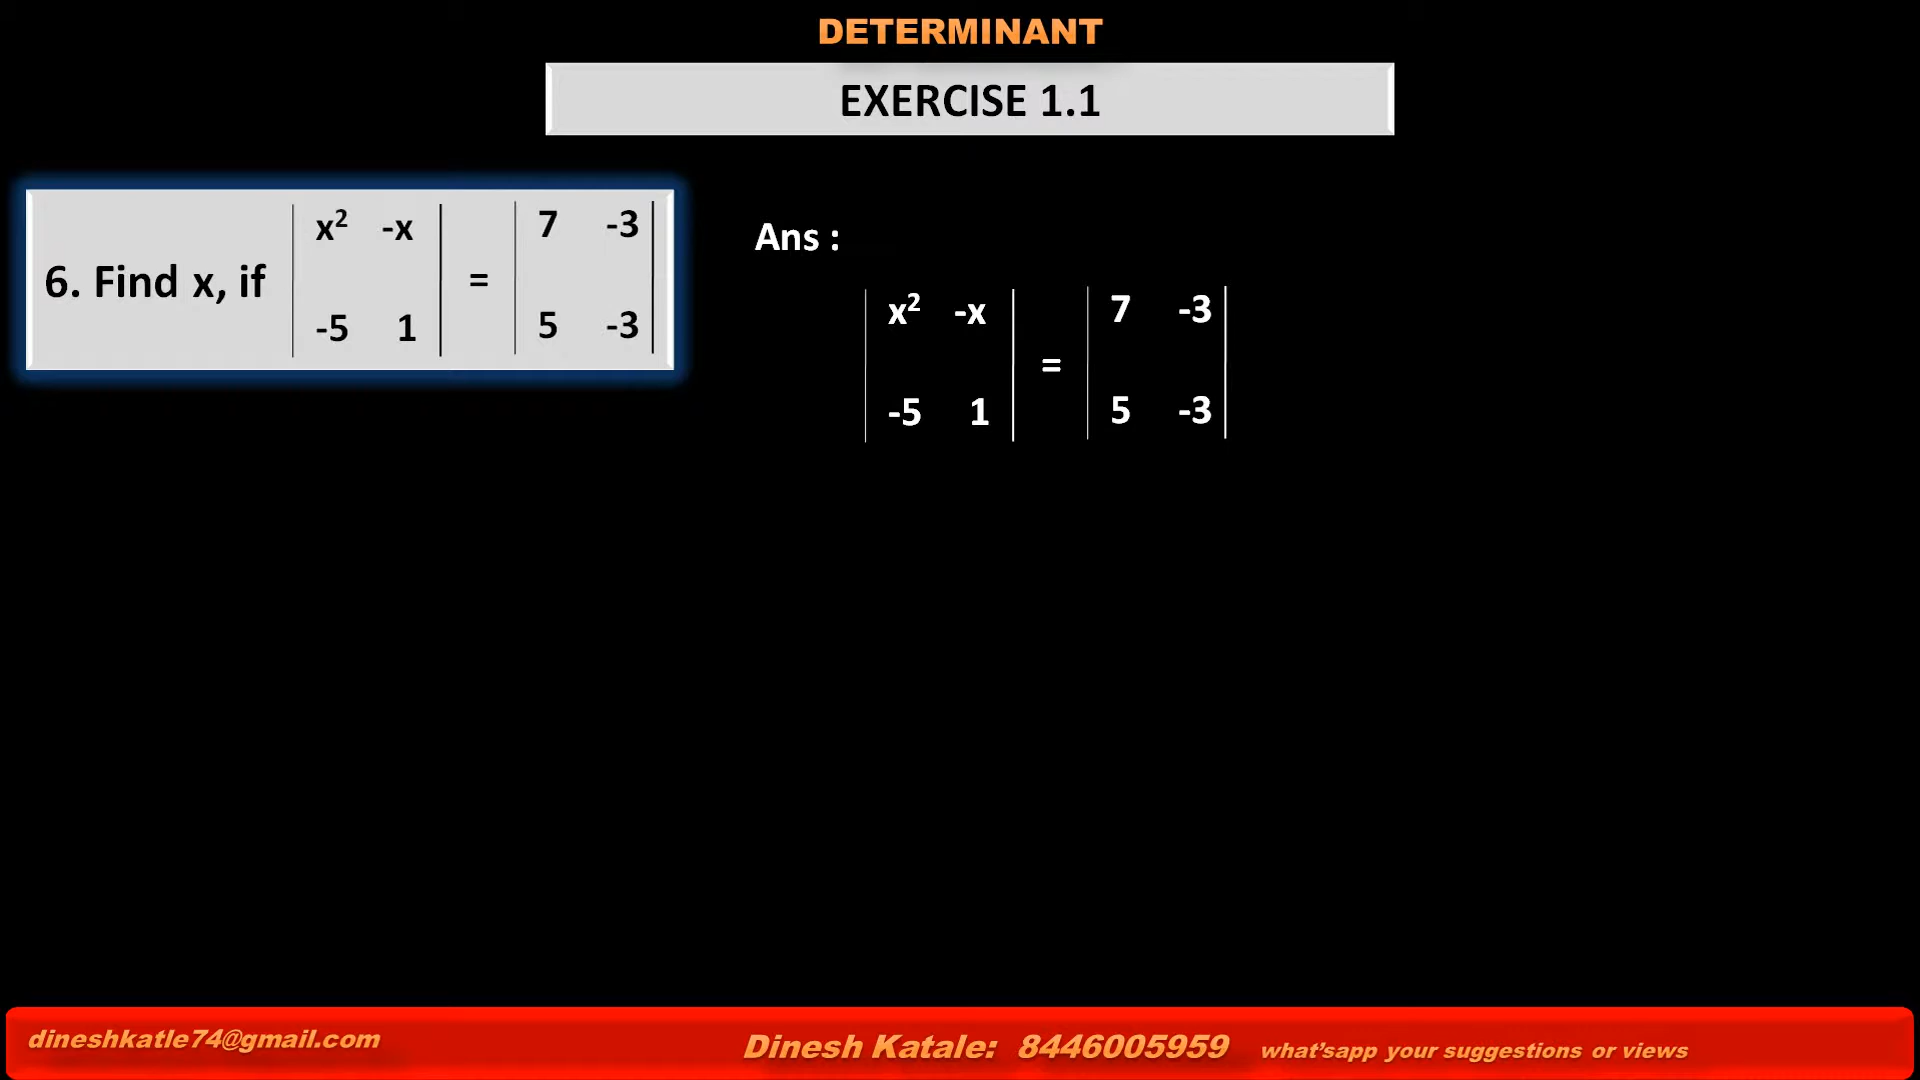 DETERMINANT
EXERCISE 1.1
x² -x 7 -3
6. Find x, if =
-5 1 5 -3
Ans :
x² -x 7 -3
=
-5 1 5 -3
dineshkatle74@gmail.com Dinesh Katale: 8446005959 what'sapp your suggestions or views